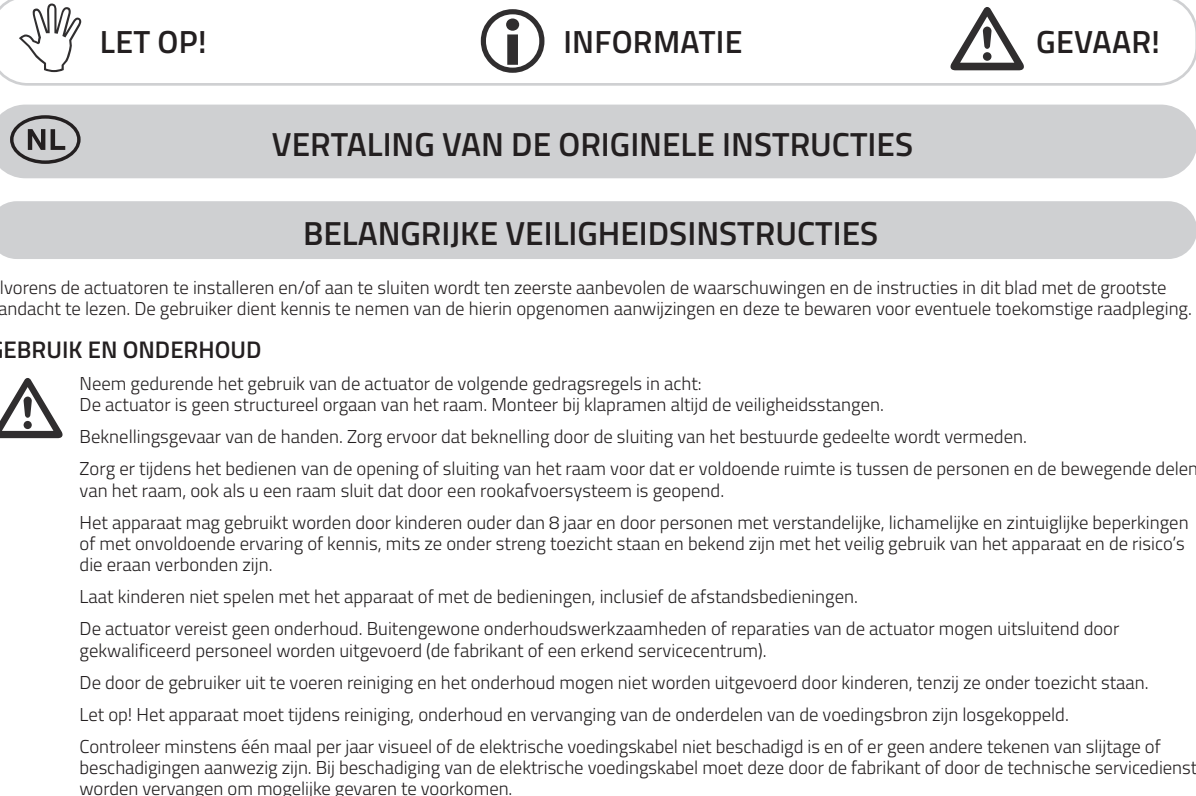 LET OP!
INFORMATIE
GEVAAR!
NL
VERTALING VAN DE ORIGINELE INSTRUCTIES
BELANGRIJKE VEILIGHEIDSINSTRUCTIES
lvorens de actuatoren te installeren en/of aan te sluiten wordt ten zeerste aanbevolen de waarschuwingen en de instructies in dit blad met de grootste
andacht te lezen. De gebruiker dient kennis te nemen van de hierin opgenomen aanwijzingen en deze te bewaren voor eventuele toekomstige raadpleging.
GEBRUIK EN ONDERHOUD
Neem gedurende het gebruik van de actuator de volgende gedragsregels in acht:
De actuator is geen structureel orgaan van het raam. Monteer bij klapramen altijd de veiligheidsstangen.
Beknellingsgevaar van de handen. Zorg ervoor dat beknelling door de sluiting van het bestuurde gedeelte wordt vermeden.
Zorg er tijdens het bedienen van de opening of sluiting van het raam voor dat er voldoende ruimte is tussen de personen en de bewegende delen
van het raam, ook als u een raam sluit dat door een rookafvoersysteem is geopend.
Het apparaat mag gebruikt worden door kinderen ouder dan 8 jaar en door personen met verstandelijke, lichamelijke en zintuiglijke beperkingen
of met onvoldoende ervaring of kennis, mits ze onder streng toezicht staan en bekend zijn met het veilig gebruik van het apparaat en de risico's
die eraan verbonden zijn.
Laat kinderen niet spelen met het apparaat of met de bedieningen, inclusief de afstandsbedieningen.
De actuator vereist geen onderhoud. Buitengewone onderhoudswerkzaamheden of reparaties van de actuator mogen uitsluitend door
gekwalificeerd personeel worden uitgevoerd (de fabrikant of een erkend servicecentrum).
De door de gebruiker uit te voeren reiniging en het onderhoud mogen niet worden uitgevoerd door kinderen, tenzij ze onder toezicht staan.
Let op! Het apparaat moet tijdens reiniging, onderhoud en vervanging van de onderdelen van de voedingsbron zijn losgekoppeld.
Controleer minstens één maal per jaar visueel of de elektrische voedingskabel niet beschadigd is en of er geen andere tekenen van slijtage of
beschadigingen aanwezig zijn. Bij beschadiging van de elektrische voedingskabel moet deze door de fabrikant of door de technische servicedienst
worden vervangen om mogelijke gevaren te voorkomen.